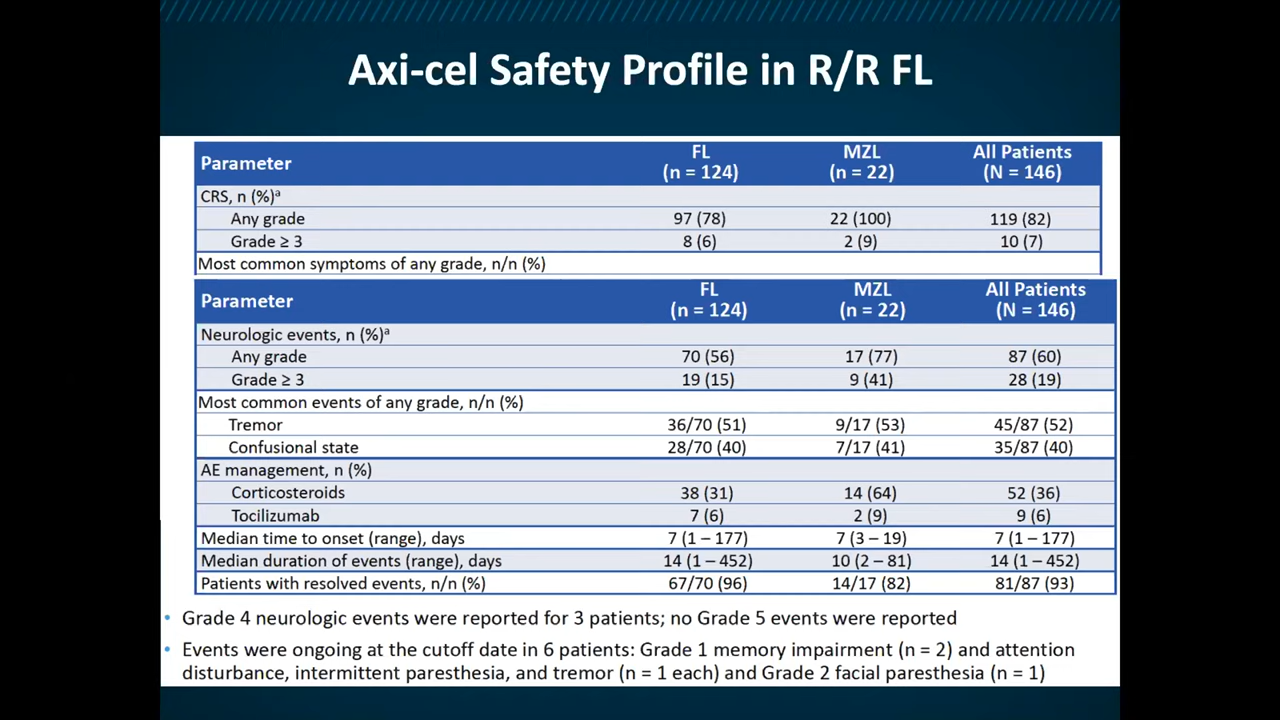 Axi-cel Safety Profile in R/R FL
Parameter FL (n = 124) MZL (n = 22) All Patients (N = 146)
CRS, n (%)ᵃ
Any grade 97 (78) 22 (100) 119 (82)
Grade ≥ 3 8 (6) 2 (9) 10 (7)
Most common symptoms of any grade, n/n (%)
Parameter FL (n = 124) MZL (n = 22) All Patients (N = 146)
Neurologic events, n (%)ᵃ
Any grade 70 (56) 17 (77) 87 (60)
Grade ≥ 3 19 (15) 9 (41) 28 (19)
Most common events of any grade, n/n (%)
Tremor 36/70 (51) 9/17 (53) 45/87 (52)
Confusional state 28/70 (40) 7/17 (41) 35/87 (40)
AE management, n (%)
Corticosteroids 38 (31) 14 (64) 52 (36)
Tocilizumab 7 (6) 2 (9) 9 (6)
Median time to onset (range), days 7 (1 – 177) 7 (3 – 19) 7 (1 – 177)
Median duration of events (range), days 14 (1 – 452) 10 (2 – 81) 14 (1 – 452)
Patients with resolved events, n/n (%) 67/70 (96) 14/17 (82) 81/87 (93)
• Grade 4 neurologic events were reported for 3 patients; no Grade 5 events were reported
• Events were ongoing at the cutoff date in 6 patients: Grade 1 memory impairment (n = 2) and attention
disturbance, intermittent paresthesia, and tremor (n = 1 each) and Grade 2 facial paresthesia (n = 1)